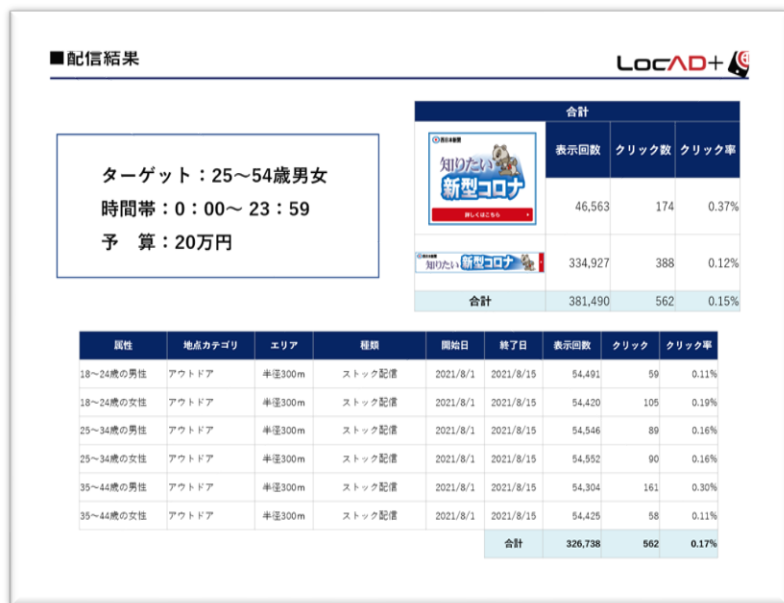 ■配信結果
LocAD+
ターゲット：25～54歳男女
時間帯：0：00～ 23：59
予　算：20万円
合計
表示回数 クリック数 クリック率
西日本新聞
知りたい
新型コロナ
詳しくはこちら
46,563 174 0.37%
知りたい 新型コロナ
334,927 388 0.12%
合計 381,490 562 0.15%
属性 地点カテゴリ エリア 種類 開始日 終了日 表示回数 クリック クリック率
18～24歳の男性 アウトドア 半径300m ストック配信 2021/8/1 2021/8/15 54,491 59 0.11%
18～24歳の女性 アウトドア 半径300m ストック配信 2021/8/1 2021/8/15 54,420 105 0.19%
25～34歳の男性 アウトドア 半径300m ストック配信 2021/8/1 2021/8/15 54,546 89 0.16%
25～34歳の女性 アウトドア 半径300m ストック配信 2021/8/1 2021/8/15 54,552 90 0.16%
35～44歳の男性 アウトドア 半径300m ストック配信 2021/8/1 2021/8/15 54,304 161 0.30%
35～44歳の女性 アウトドア 半径300m ストック配信 2021/8/1 2021/8/15 54,425 58 0.11%
合計 326,738 562 0.17%